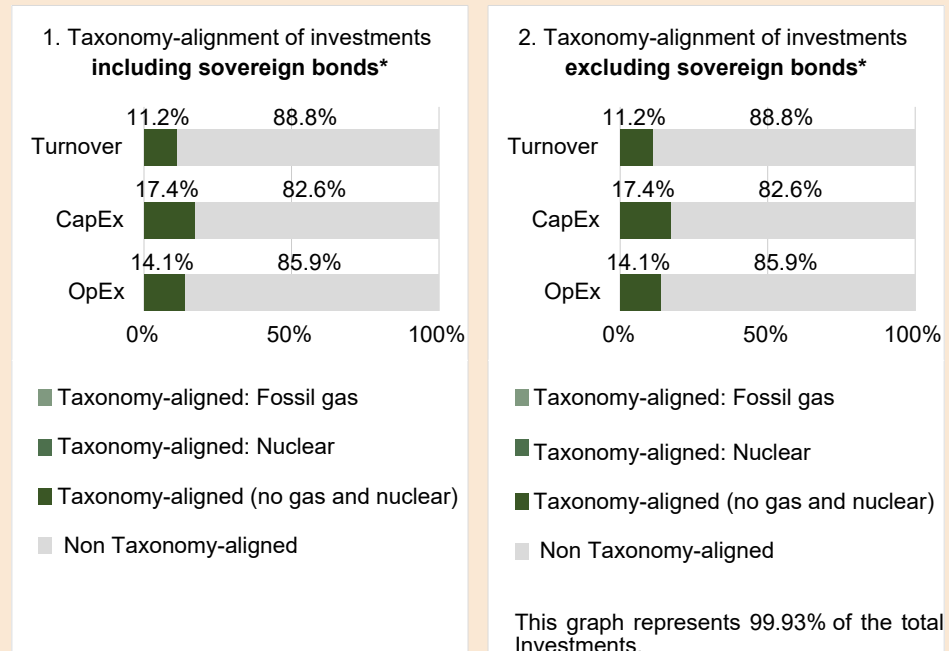 1. Taxonomy-alignment of investments
including sovereign bonds*
11.2% 88.8%
Turnover
17.4% 82.6%
CapEx
14.1% 85.9%
OpEx
0% 50% 100%
Taxonomy-aligned: Fossil gas
Taxonomy-aligned: Nuclear
Taxonomy-aligned (no gas and nuclear)
Non Taxonomy-aligned
2. Taxonomy-alignment of investments
excluding sovereign bonds*
11.2% 88.8%
Turnover
17.4% 82.6%
CapEx
14.1% 85.9%
OpEx
0% 50% 100%
Taxonomy-aligned: Fossil gas
Taxonomy-aligned: Nuclear
Taxonomy-aligned (no gas and nuclear)
Non Taxonomy-aligned
This graph represents 99.93% of the total
Investments.